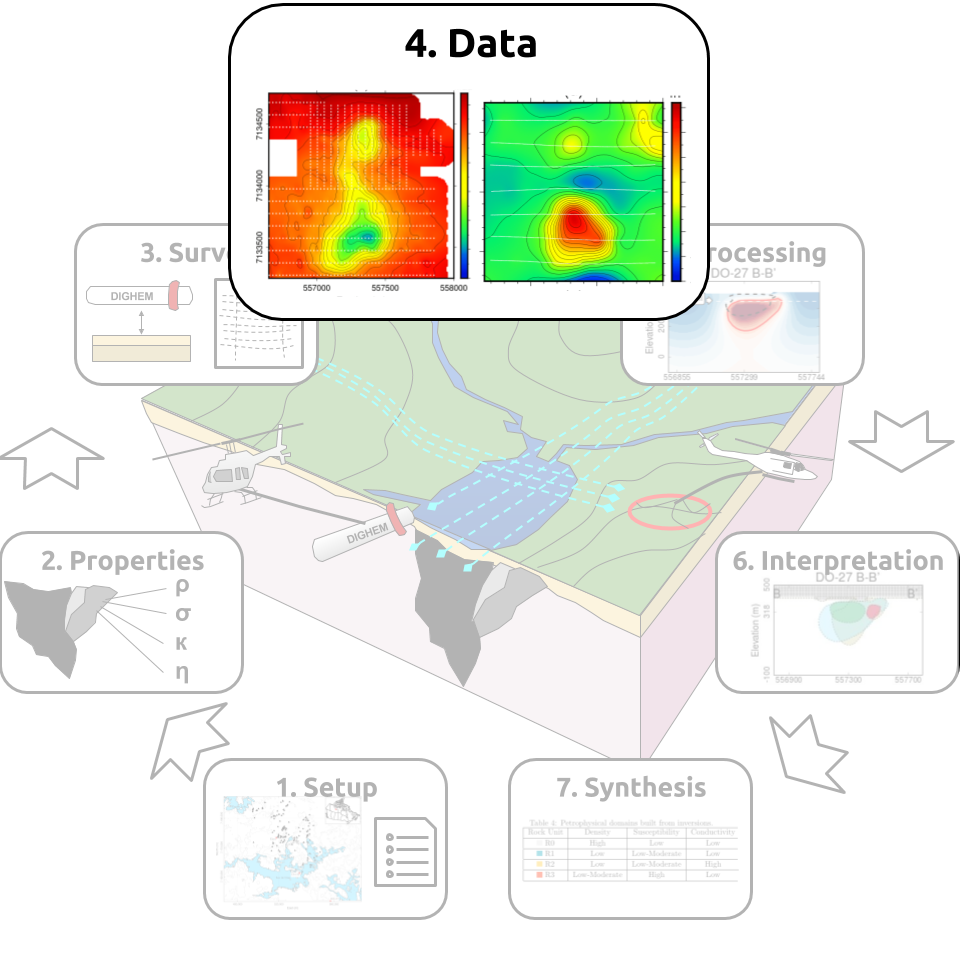 4. Data
7134500
7134000
7133500
557000
557500
558000
3. Surv
rocessing
DIGHEM
DO-27 B-B'
Elevation
200
0
556855
557299
557744
DIGHEM
2. Properties
ρ
σ
κ
η
6. Interpretation
DO-27 B-B'
B
B'
Elevation (m)
500
318
-100
556900
557300
557700
1. Setup
7. Synthesis
Table 4: Petrophysical domains built from inversions.
Rock Unit Density Susceptibility Conductivity
R0 High Low Low
R1 Low Low-Moderate Low
R2 Low Low-Moderate High
R3 Low-Moderate High Low